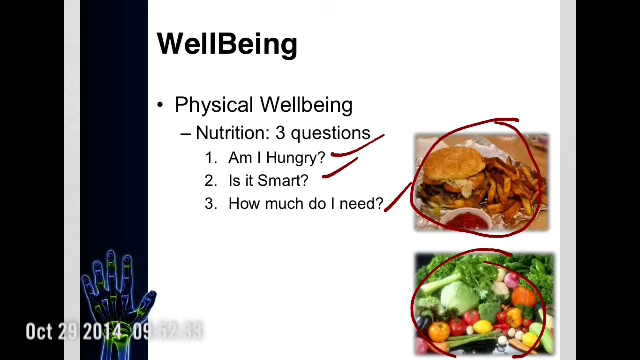 WellBeing
• Physical Wellbeing
– Nutrition: 3 questions
1. Am I Hungry?
2. Is it Smart?
3. How much do I need?
Oct 29 2014 09:52:33